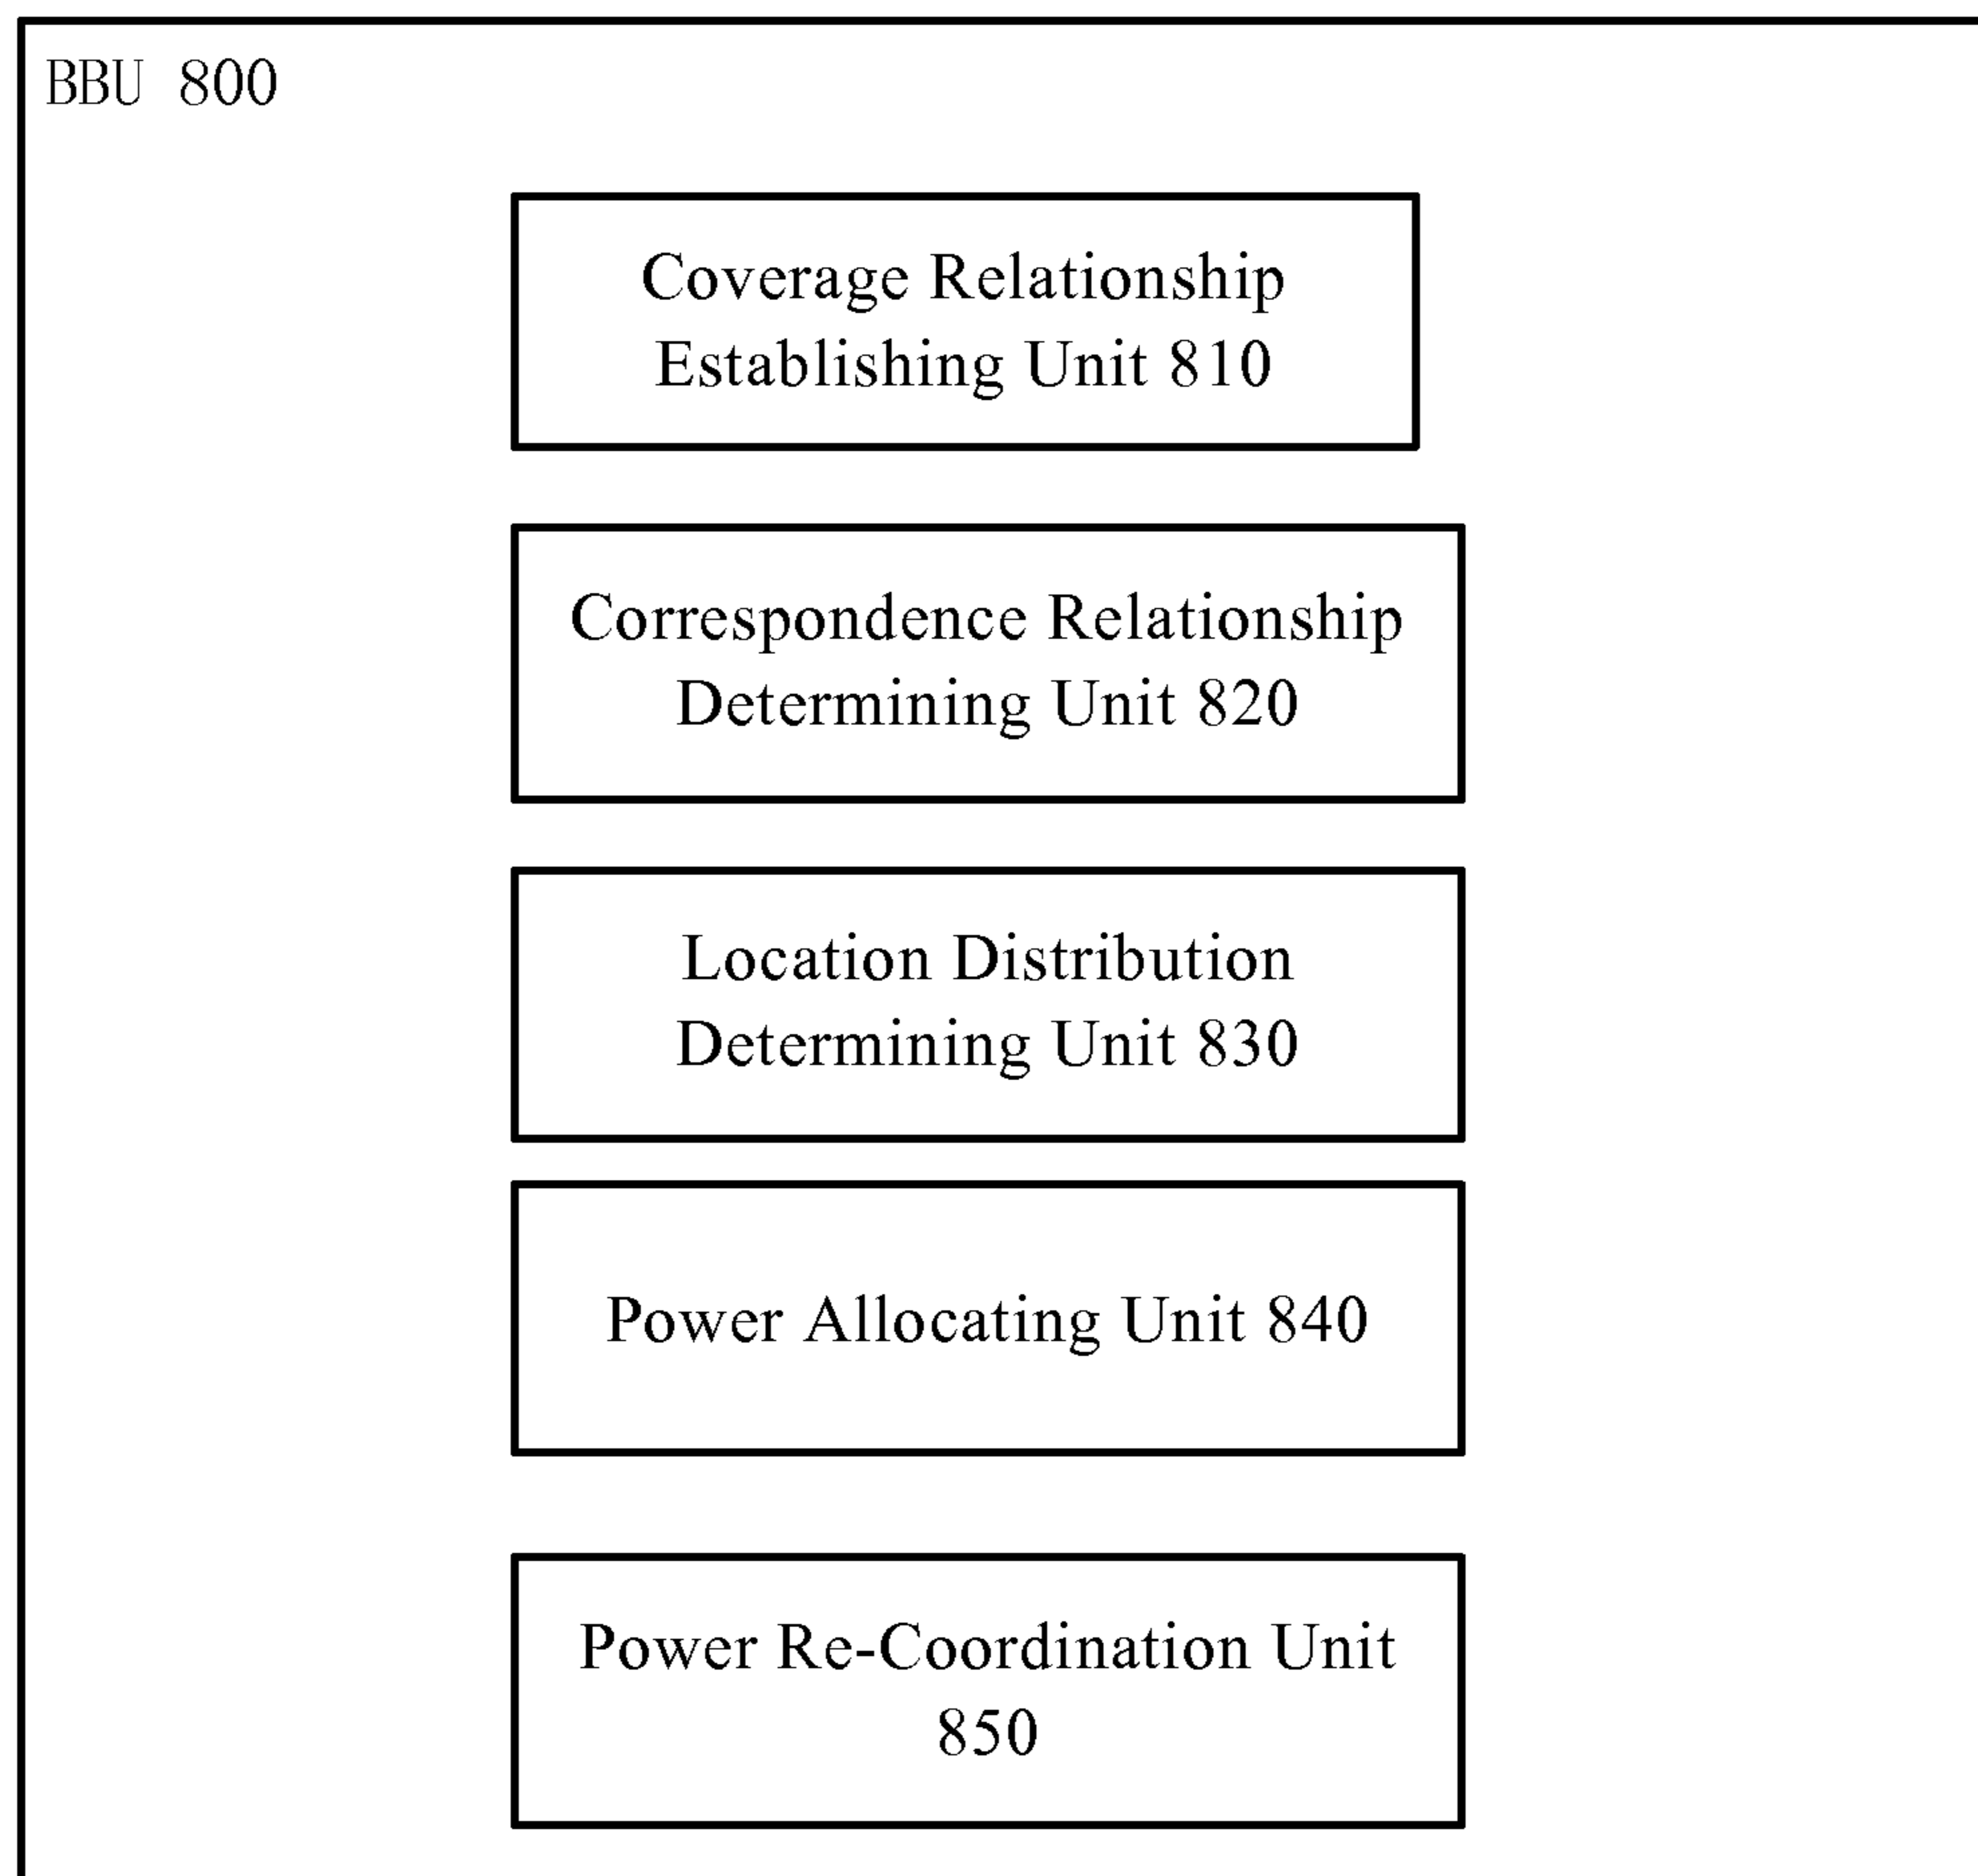 BBU 800
Coverage Relationship
Establishing Unit 810
Correspondence Relationship
Determining Unit 820
Location Distribution
Determining Unit 830
Power Allocating Unit 840
Power Re-Coordination Unit
850